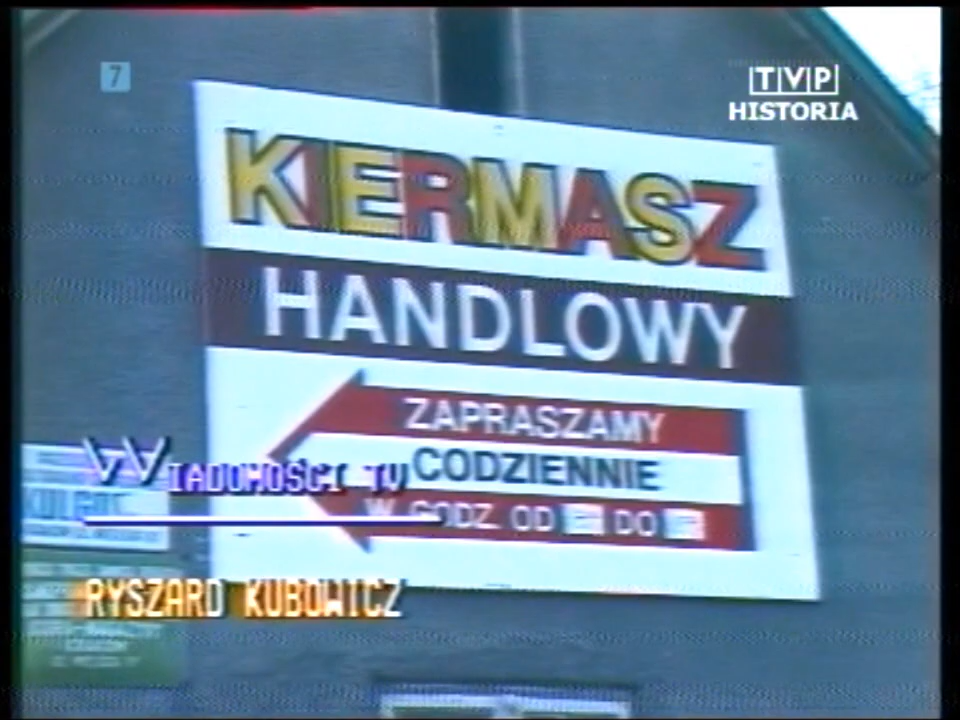 7
TVP
HISTORIA
KIERMASZ
HANDLOWY
ZAPRASZAMY
CODZIENNIE
W GODZ. OD DO
WIADOMOŚCI TV
RYSZARD KUBOWICZ